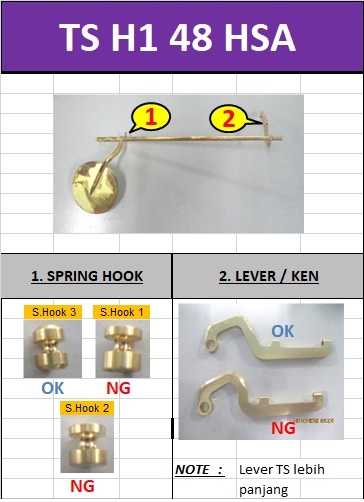 TS H1 48 HSA
1
2
1. SPRING HOOK
2. LEVER / KEN
S.Hook 3
S.Hook 1
OK
NG
S.Hook 2
NG
OK
NG
NOTE : Lever TS lebih
panjang